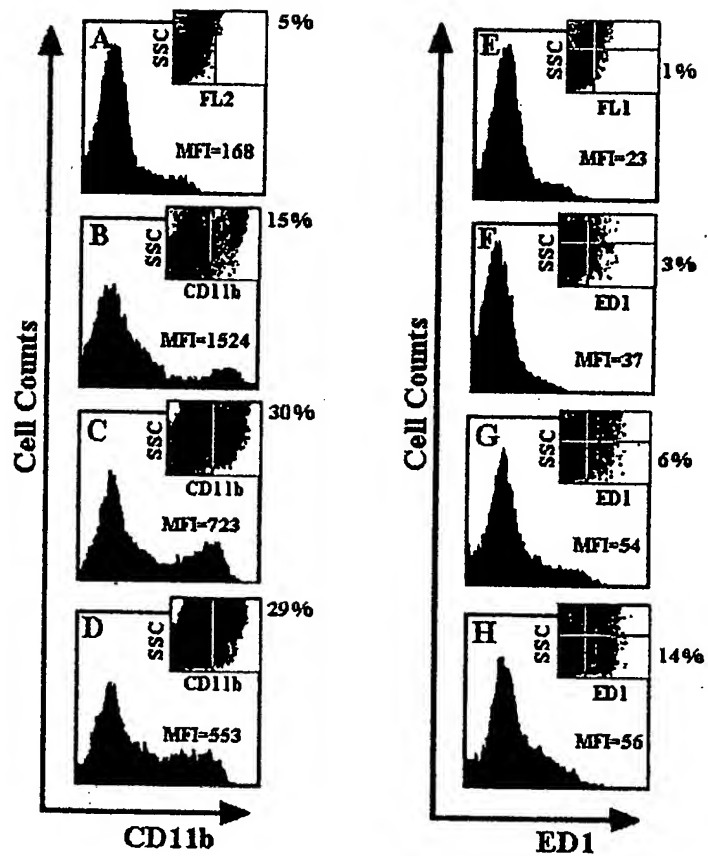 A
5%
SSC
FL2
MFI=168
B
15%
SSC
CD11b
MFI=1524
C
30%
SSC
CD11b
MFI=723
D
29%
SSC
CD11b
MFI=553
Cell Counts
CD11b
E
SSC
1%
FL1
MFI=23
F
SSC
3%
ED1
MFI=37
G
SSC
6%
ED1
MFI=54
H
SSC
14%
ED1
MFI=56
Cell Counts
ED1